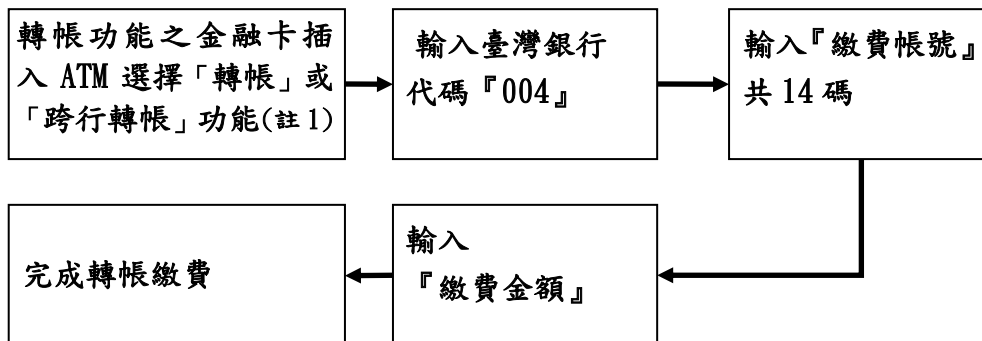 轉帳功能之金融卡插
入 ATM 選擇「轉帳」或
「跨行轉帳」功能(註1)
輸入臺灣銀行
代碼『004』
輸入『繳費帳號』
共 14 碼
輸入
『繳費金額』
完成轉帳繳費